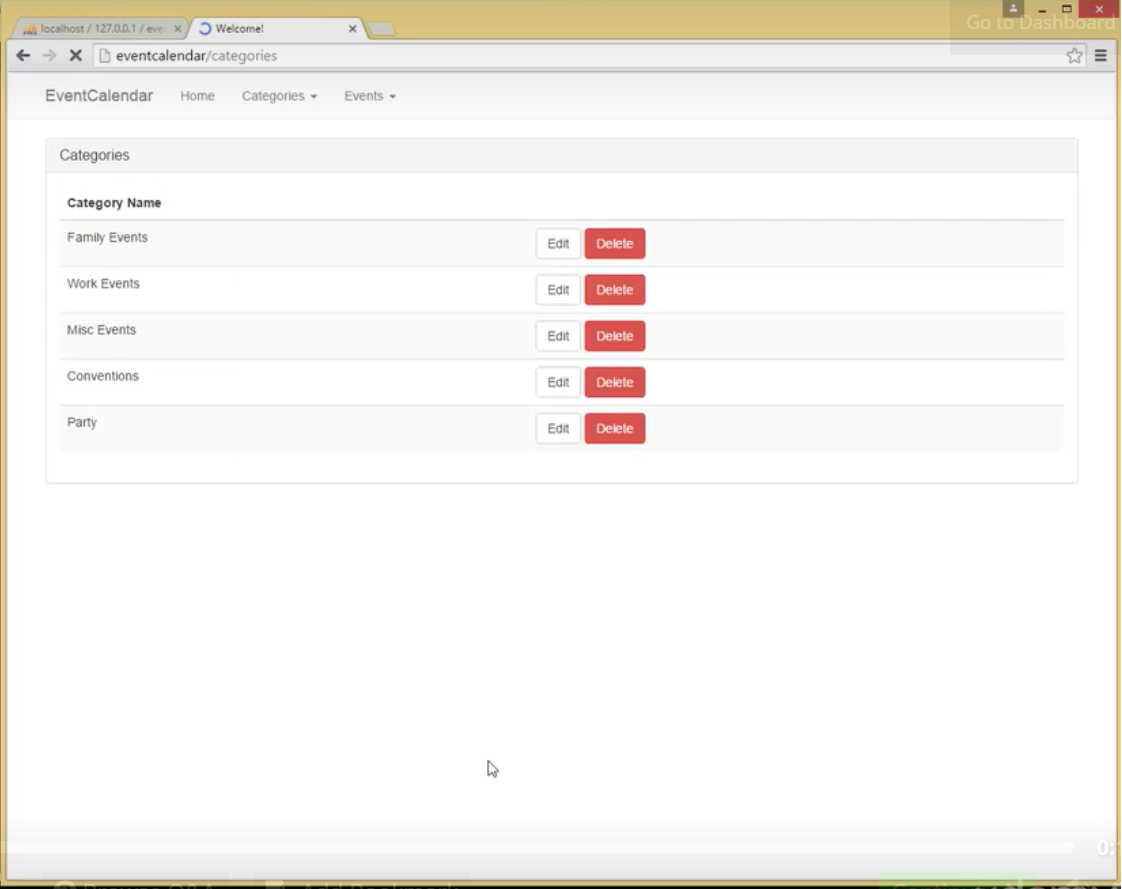 Go to Dashboard
localhost / 127.0.0.1 / eve
Welcome!
eventcalendar/categories
EventCalendar Home Categories Events
Categories
Category Name
Family Events Edit Delete
Work Events Edit Delete
Misc Events Edit Delete
Conventions Edit Delete
Party Edit Delete
0: